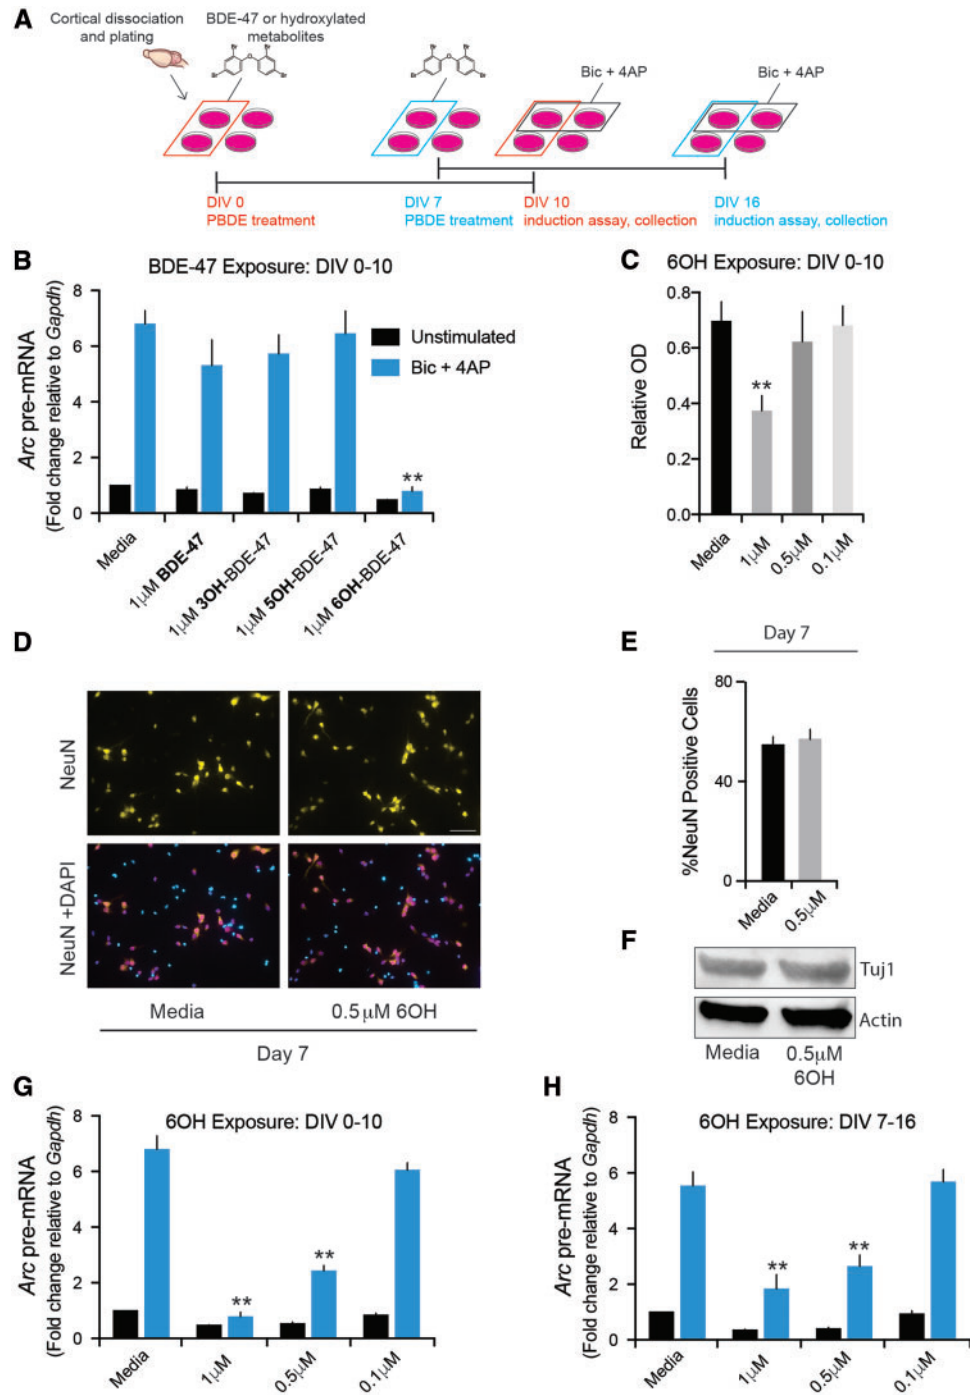 A
Cortical dissociation
and plating
BDE-47 or hydroxylated
metabolites
Br
Br
O
Br
Br
Br
Br
O
Br
Br
Bic + 4AP
Bic + 4AP
DIV 0
PBDE treatment
DIV 7
PBDE treatment
DIV 10
induction assay, collection
DIV 16
induction assay, collection
B
BDE-47 Exposure: DIV 0-10
Arc pre-mRNA
(Fold change relative to Gapdh)
8
6
4
2
0
Unstimulated
Bic + 4AP
**
Media
1μM BDE-47
1μM 3OH-BDE-47
1μM 5OH-BDE-47
1μM 6OH-BDE-47
C
6OH Exposure: DIV 0-10
Relative OD
0.8
0.6
0.4
0.2
0.0
**
Media
1μM
0.5μM
0.1μM
D
NeuN
NeuN +DAPI
Media
0.5μM 6OH
Day 7
E
Day 7
%NeuN Positive Cells
80
40
0
Media
0.5μM
F
Tuj1
Actin
Media
0.5μM
6OH
G
6OH Exposure: DIV 0-10
Arc pre-mRNA
(Fold change relative to Gapdh)
8
6
4
2
0
**
**
Media
1μM
0.5μM
0.1μM
H
6OH Exposure: DIV 7-16
Arc pre-mRNA
(Fold change relative to Gapdh)
8
6
4
2
0
**
**
Media
1μM
0.5μM
0.1μM